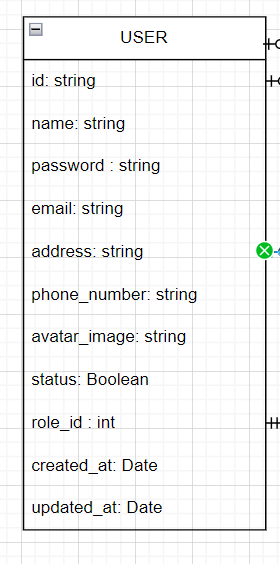 USER
id: string
name: string
password : string
email: string
address: string
phone_number: string
avatar_image: string
status: Boolean
role_id : int
created_at: Date
updated_at: Date